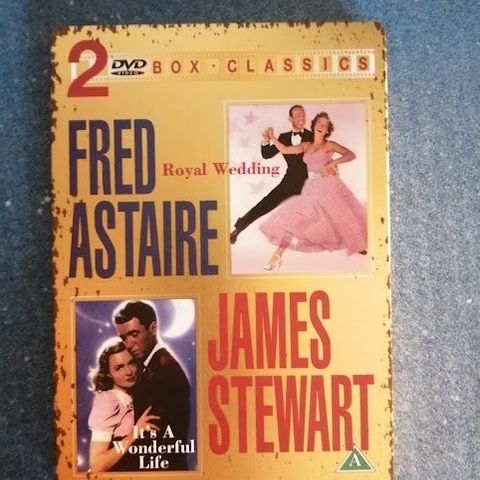 2 DVD VIDEO BOX · CLASSICS
FRED
ASTAIRE
Royal Wedding
JAMES
STEWART
It's A
Wonderful
Life
A